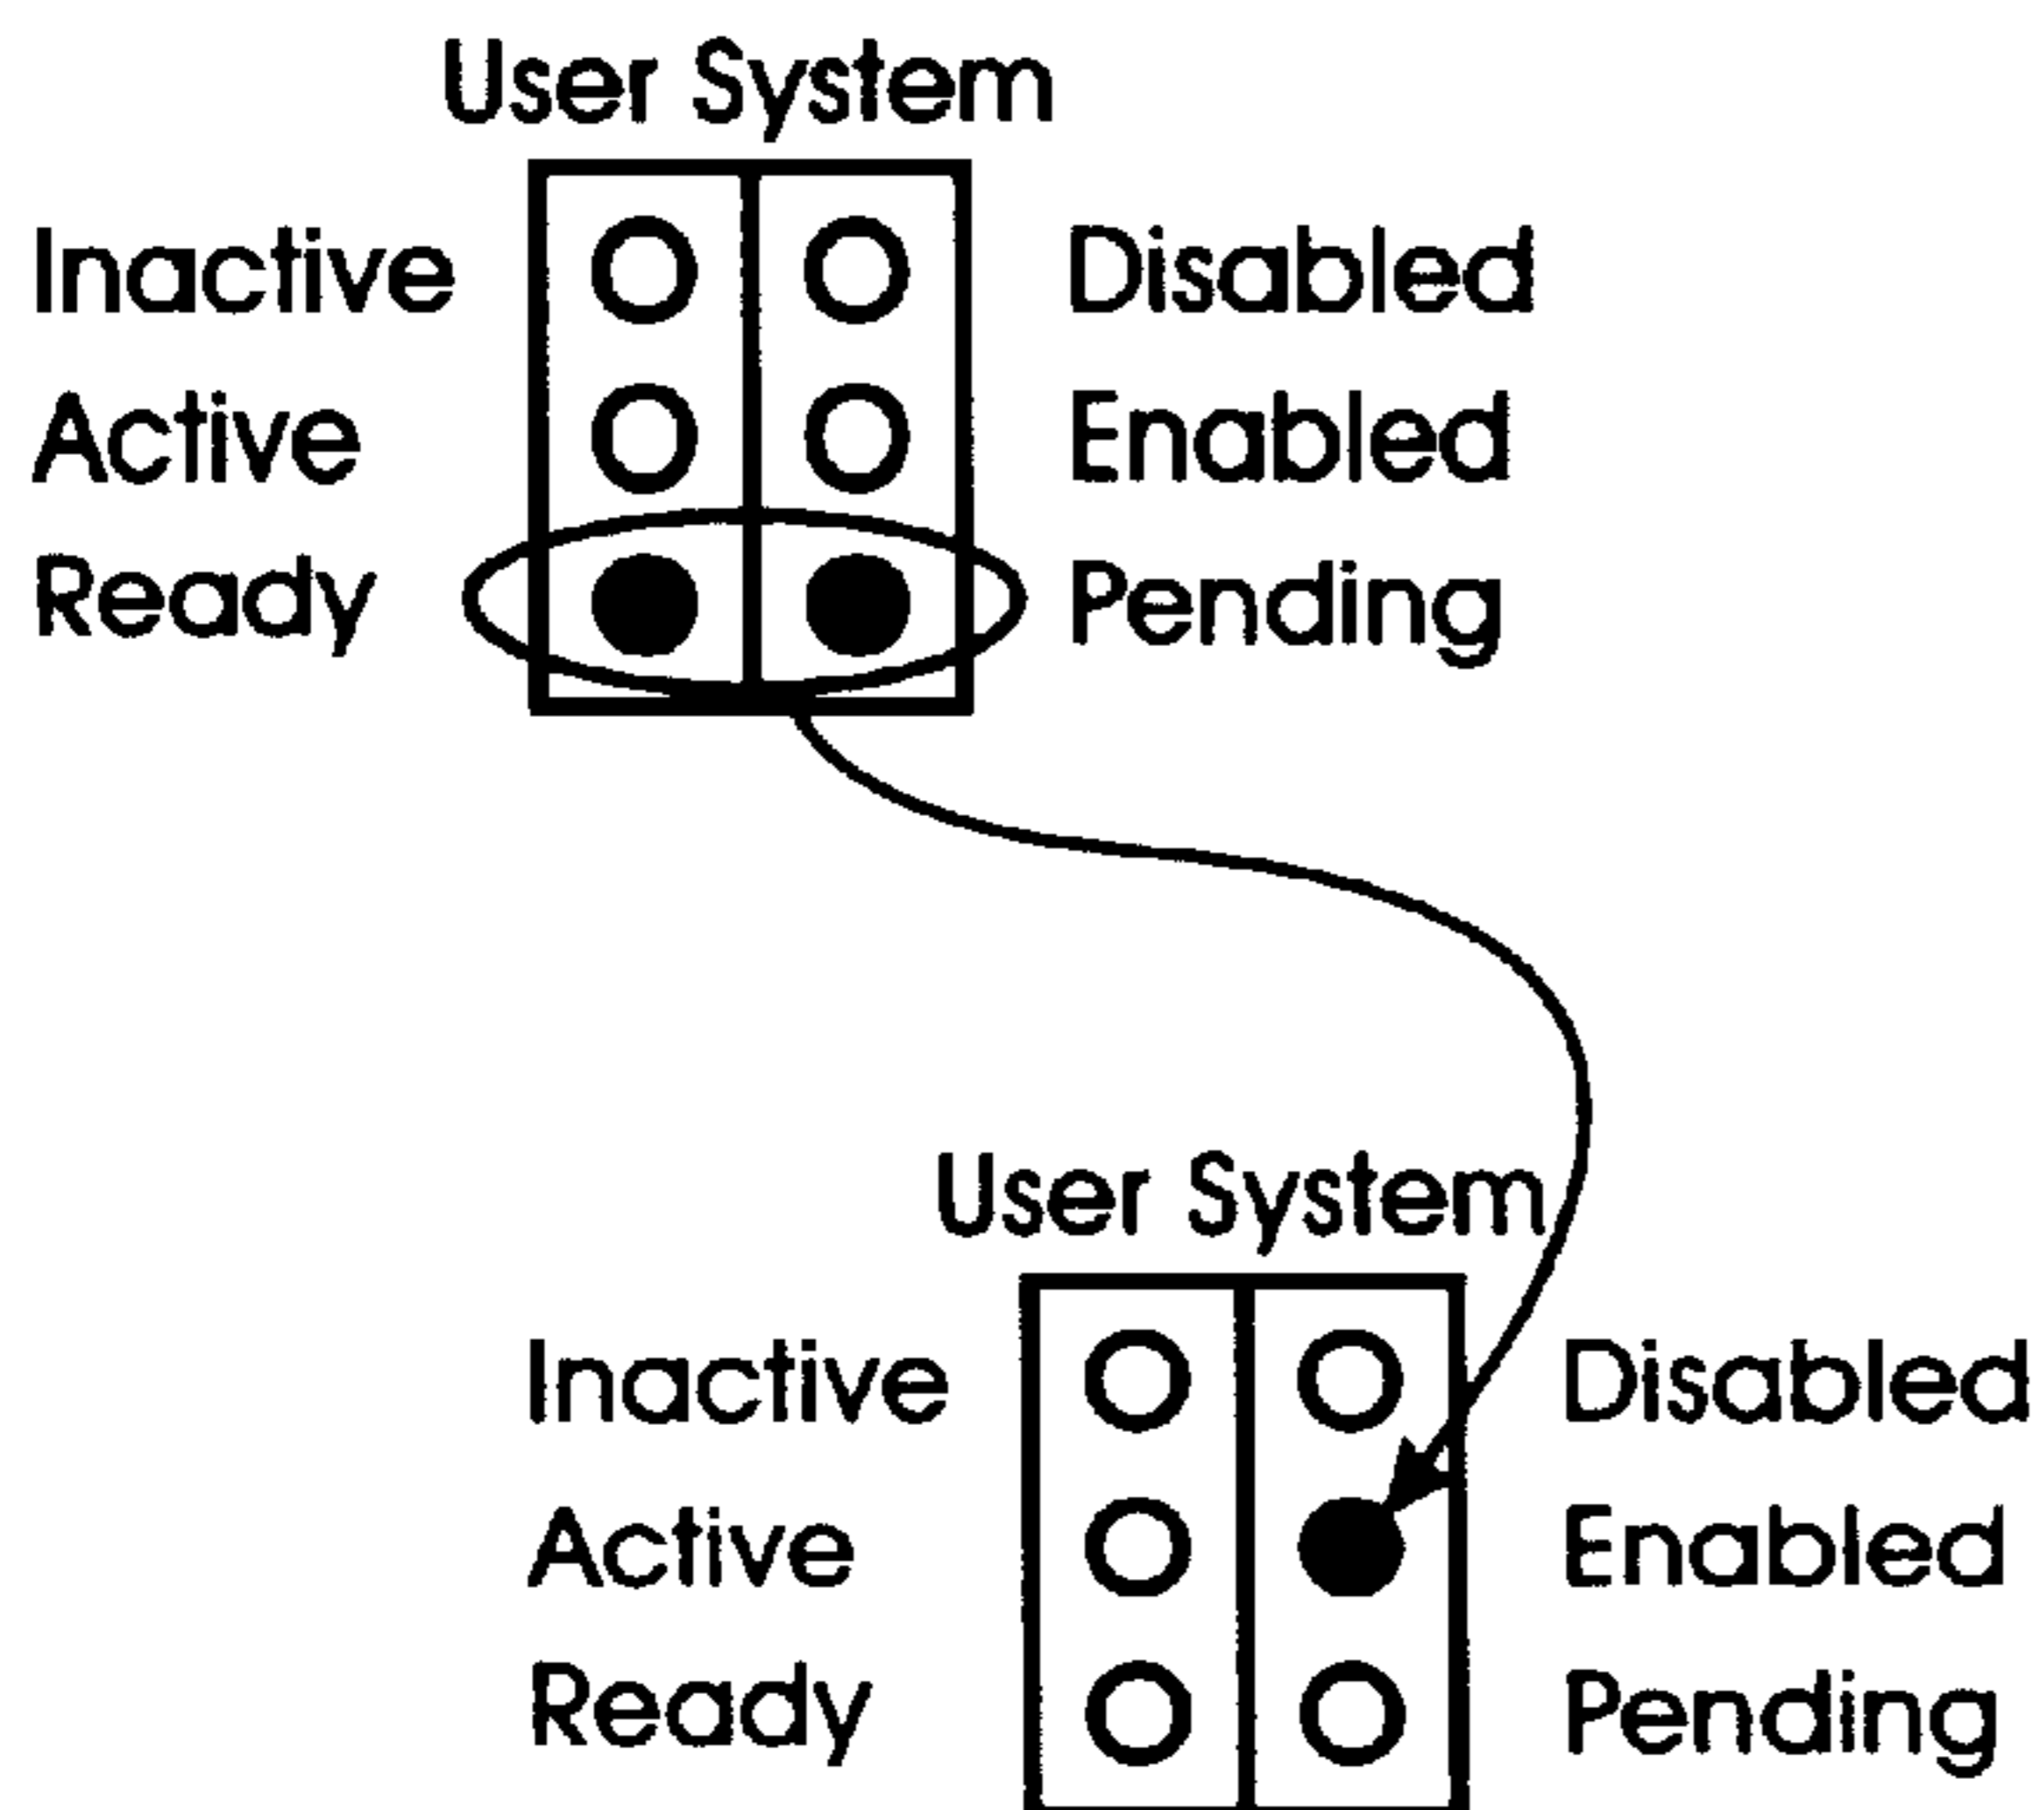 User System
Inactive Disabled
Active Enabled
Ready Pending
User System
Inactive Disabled
Active Enabled
Ready Pending